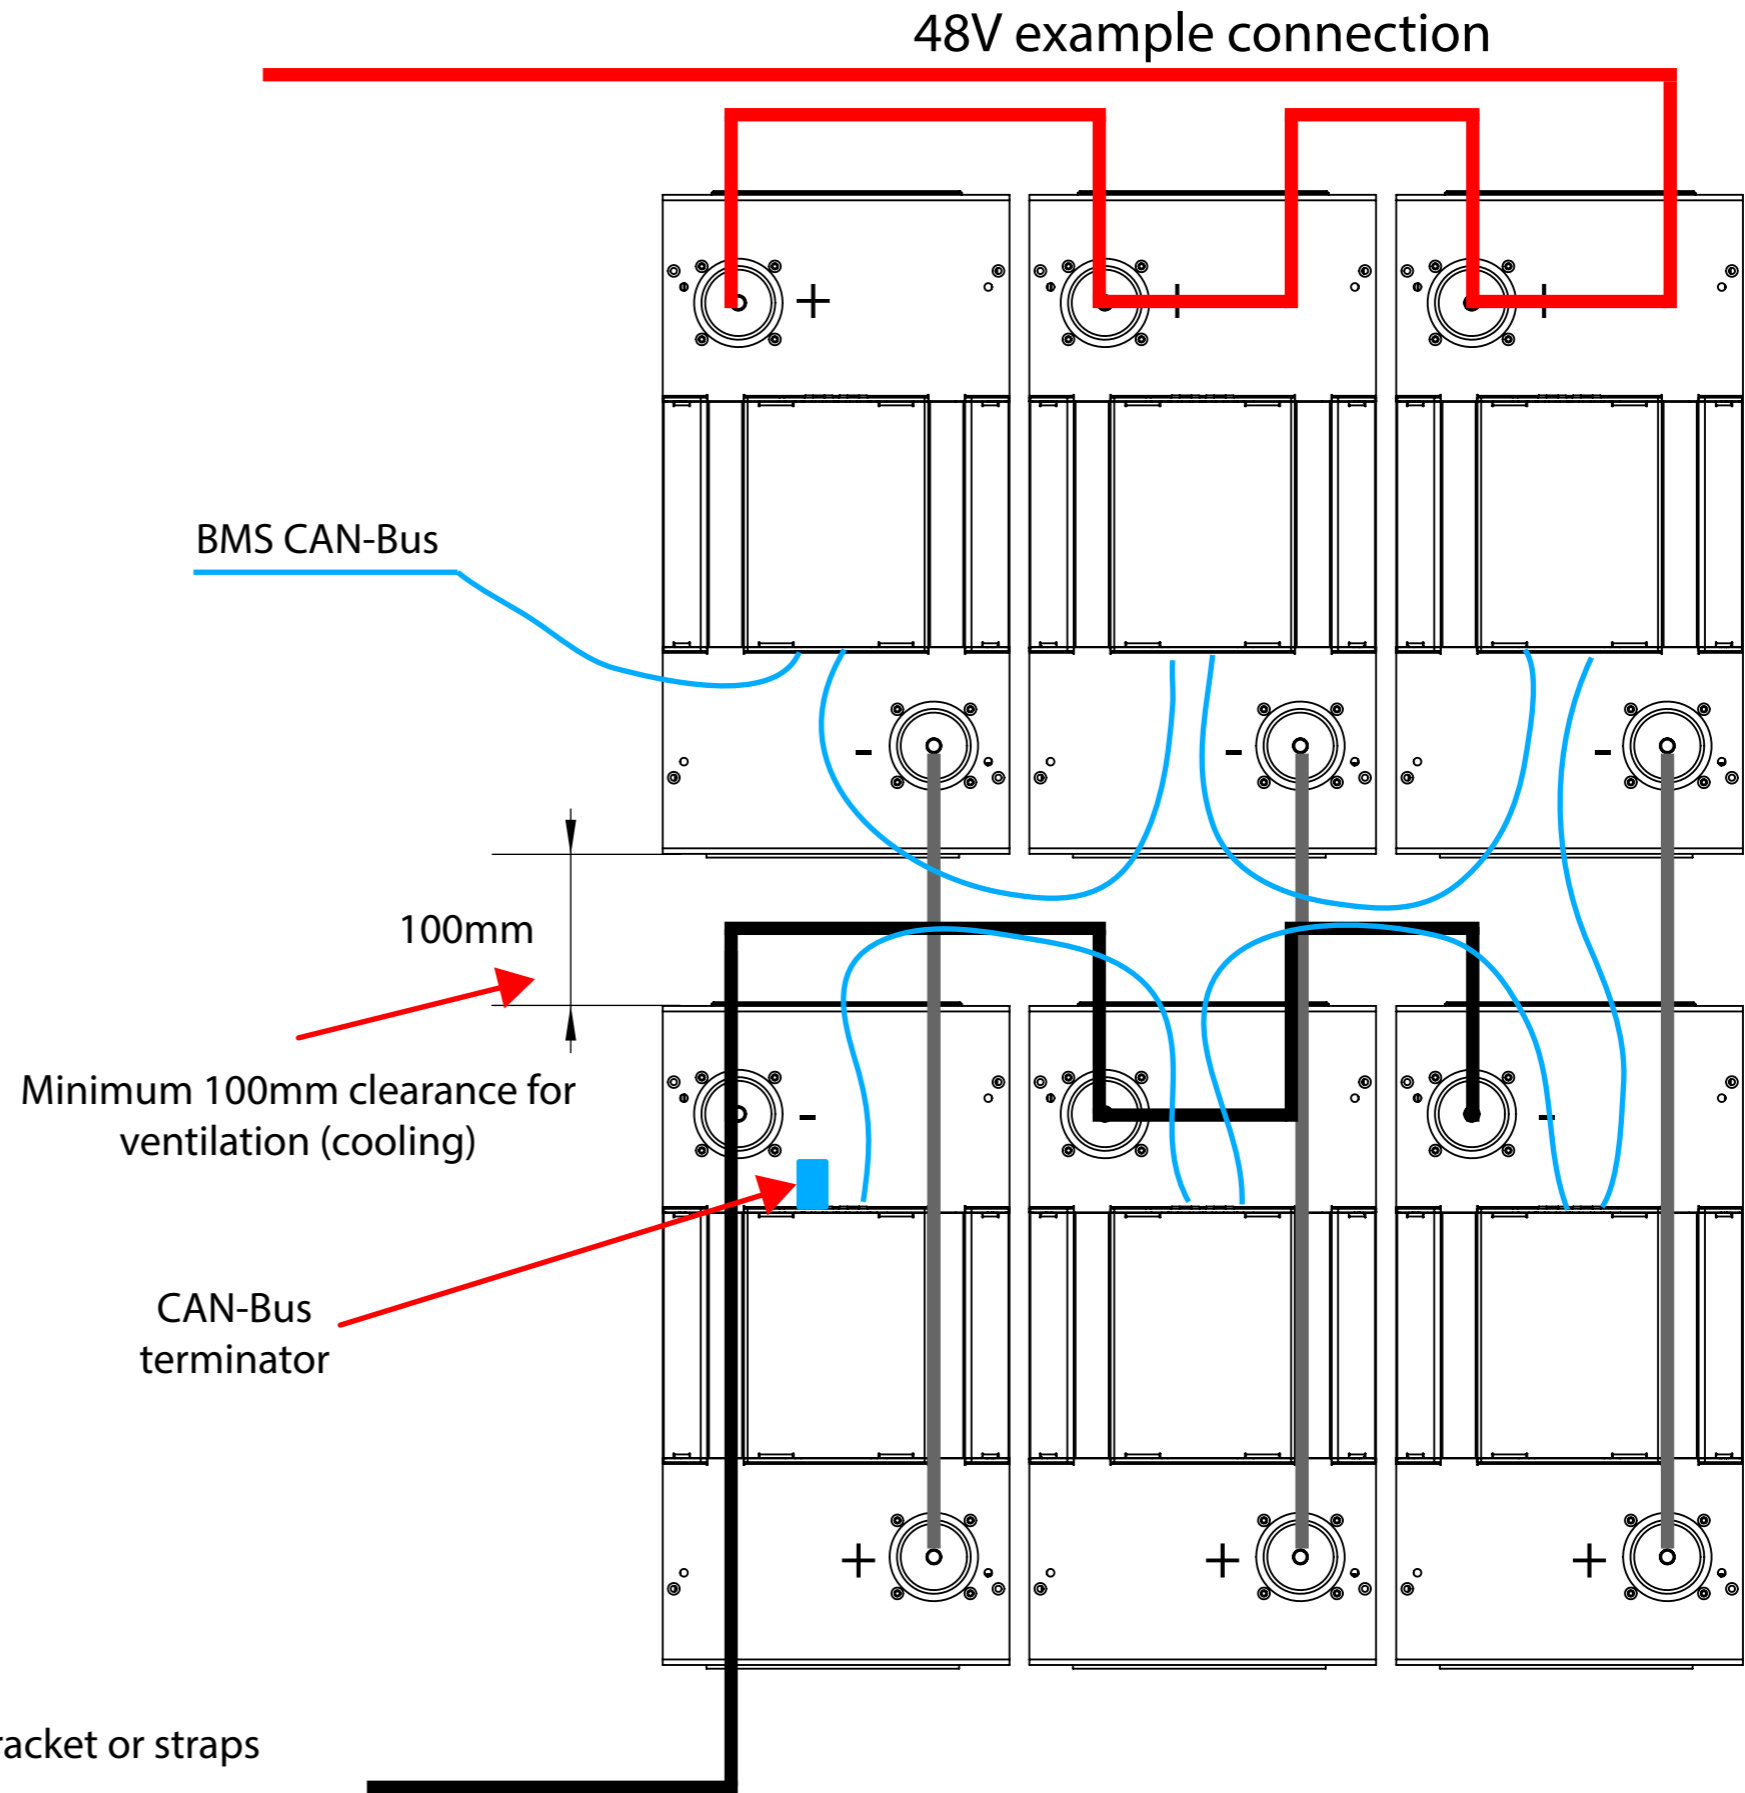 48V example connection
+
+
+
BMS CAN-Bus
-
-
-
100mm
Minimum 100mm clearance for
ventilation (cooling)
-
-
CAN-Bus
terminator
+
+
+
racket or straps